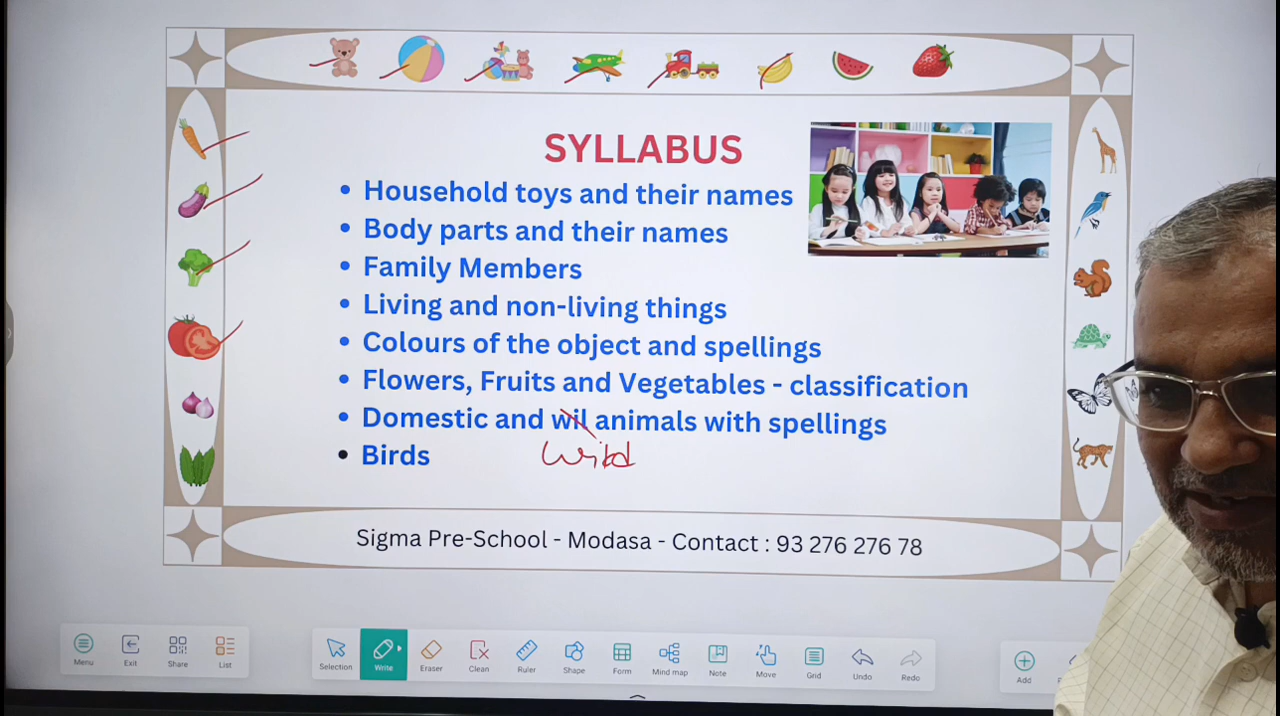 SYLLABUS
• Household toys and their names
• Body parts and their names
• Family Members
• Living and non-living things
• Colours of the object and spellings
• Flowers, Fruits and Vegetables - classification
• Domestic and wil animals with spellings
• Birds
Wild
Sigma Pre-School - Modasa - Contact : 93 276 276 78
Menu Exit Share List Selection Write Eraser Clean Ruler Shape Form Mind map Note Move Grid Undo Redo Add